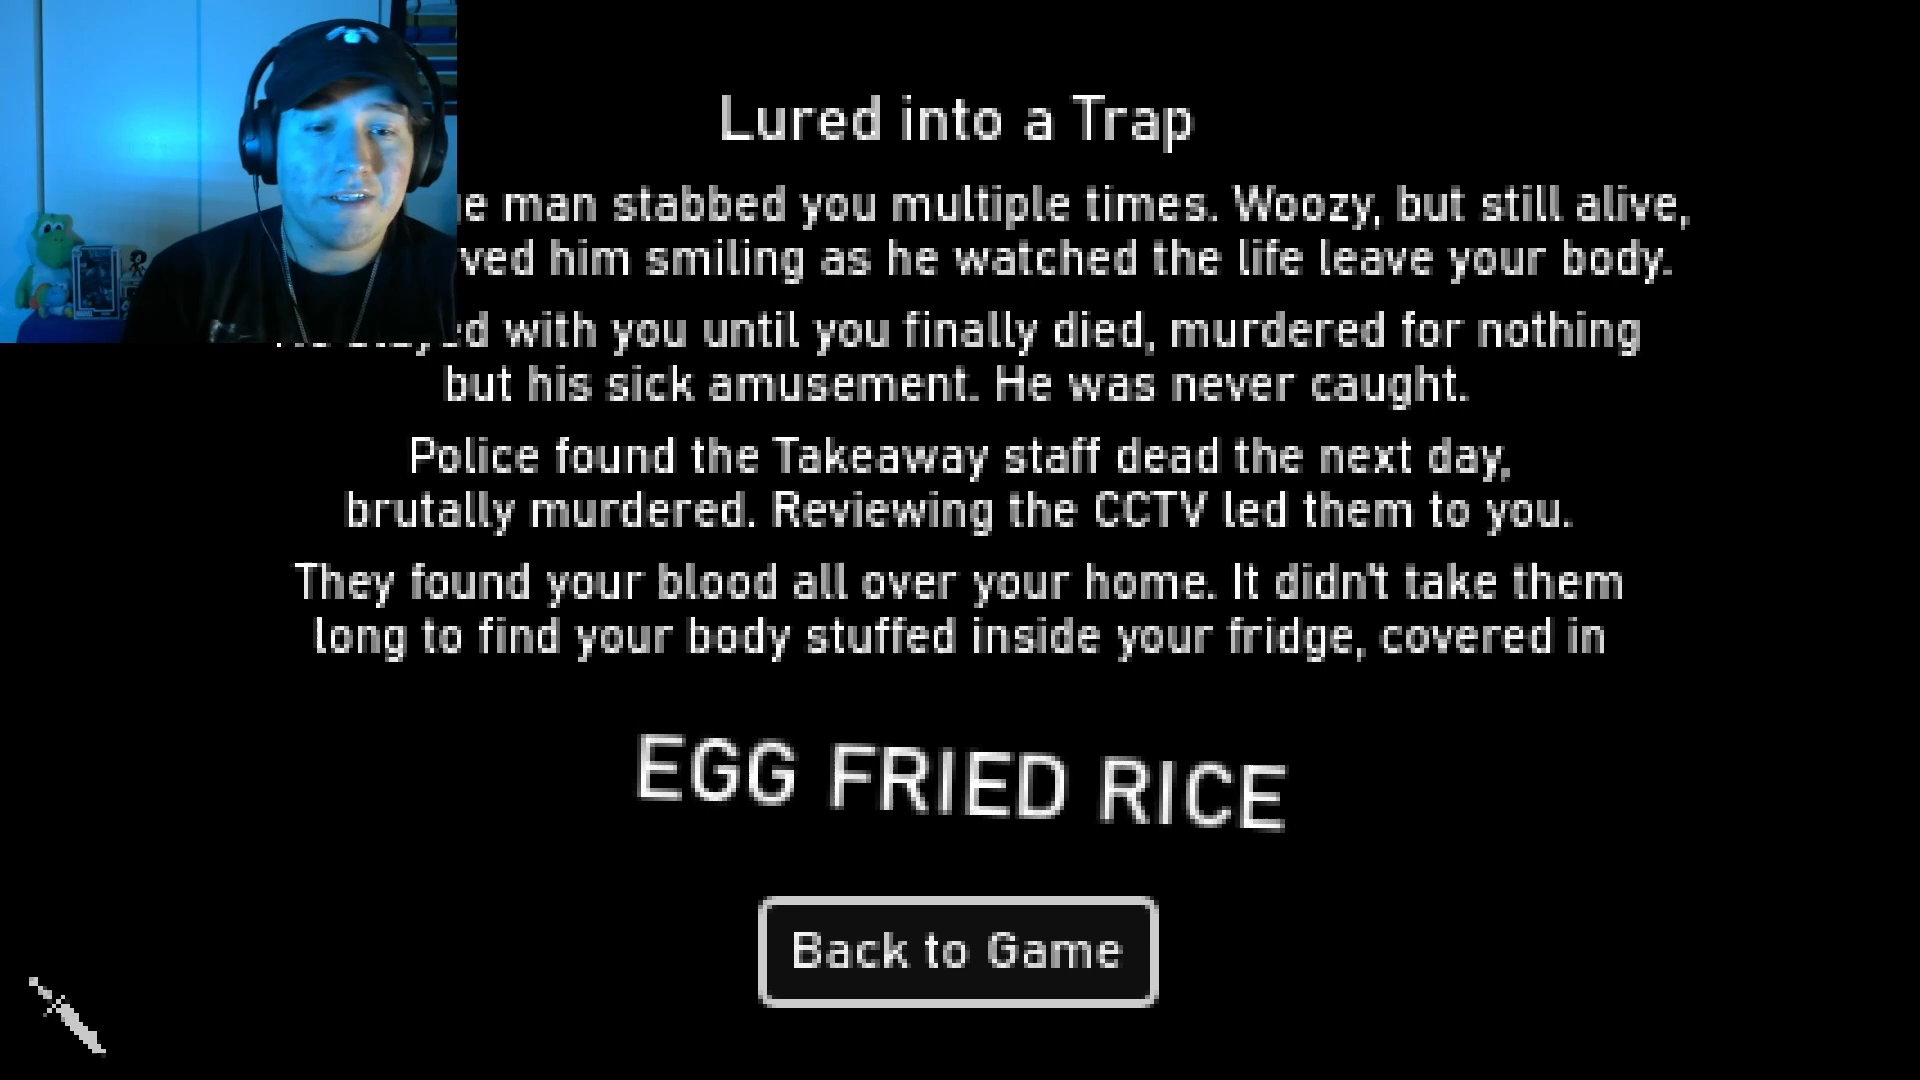 Lured into a Trap
man stabbed you multiple times. Woozy, but still alive,
him smiling as he watched the life leave your body.
with you until you finally died, murdered for nothing
but his sick amusement. He was never caught.
Police found the Takeaway staff dead the next day,
brutally murdered. Reviewing the CCTV led them to you.
They found your blood all over your home. It didn't take them
long to find your body stuffed inside your fridge, covered in
EGG FRIED RICE
Back to Game